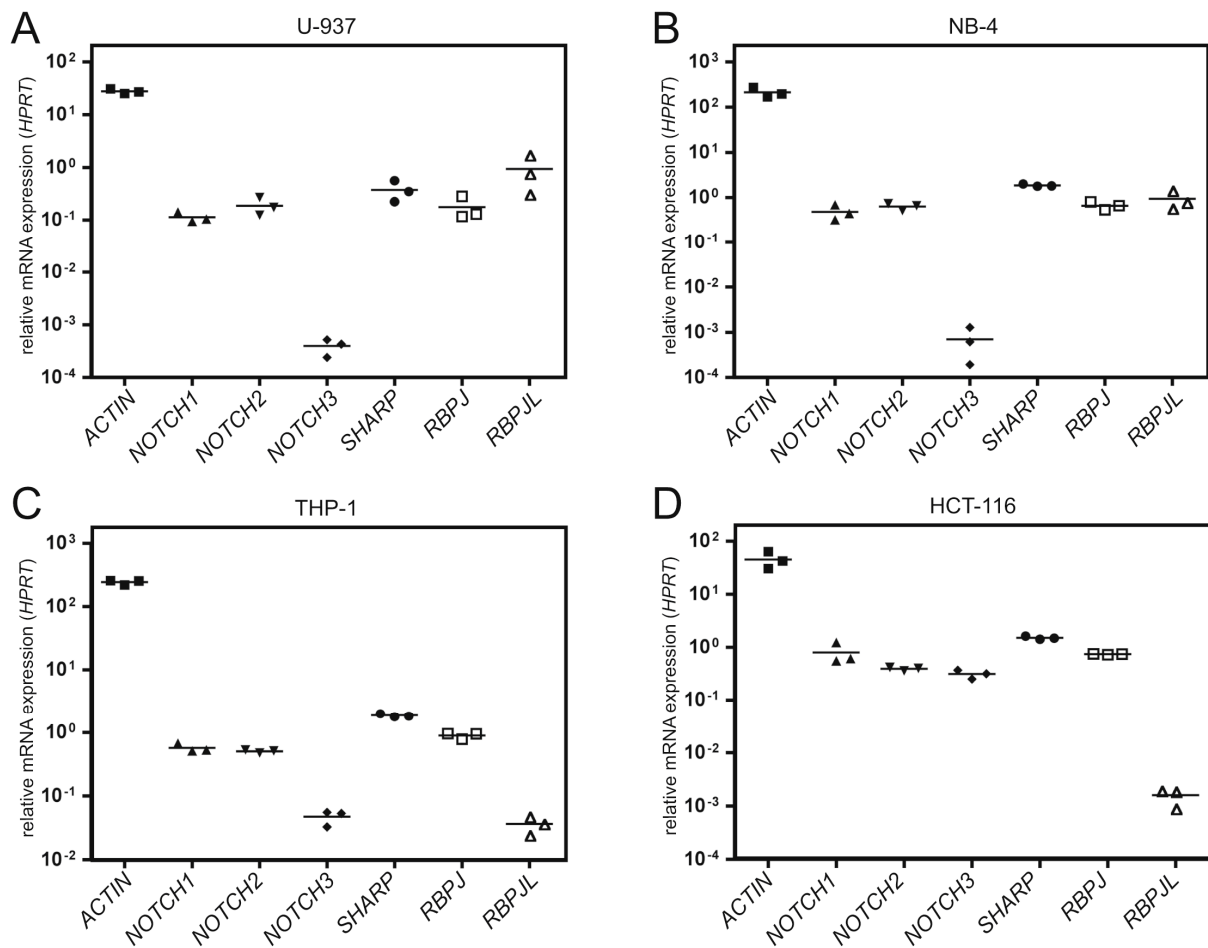 A
U-937
relative mRNA expression (HPRT)
10²
10¹
10⁰
10⁻¹
10⁻²
10⁻³
10⁻⁴
ACTIN
NOTCH1
NOTCH2
NOTCH3
SHARP
RBPJ
RBPJL
B
NB-4
relative mRNA expression (HPRT)
10³
10²
10¹
10⁰
10⁻¹
10⁻²
10⁻³
10⁻⁴
ACTIN
NOTCH1
NOTCH2
NOTCH3
SHARP
RBPJ
RBPJL
C
THP-1
relative mRNA expression (HPRT)
10³
10²
10¹
10⁰
10⁻¹
10⁻²
ACTIN
NOTCH1
NOTCH2
NOTCH3
SHARP
RBPJ
RBPJL
D
HCT-116
relative mRNA expression (HPRT)
10²
10¹
10⁰
10⁻¹
10⁻²
10⁻³
10⁻⁴
ACTIN
NOTCH1
NOTCH2
NOTCH3
SHARP
RBPJ
RBPJL